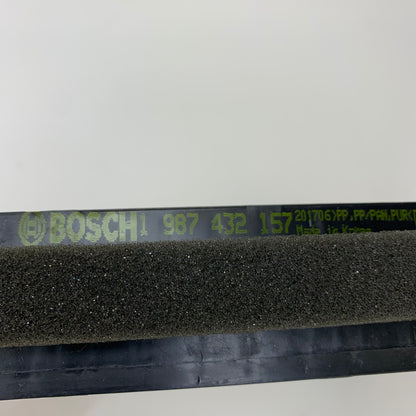 BOSCH 1 987 432 157 201706 >PP,PP/PAN,PUR<
Made in Korea